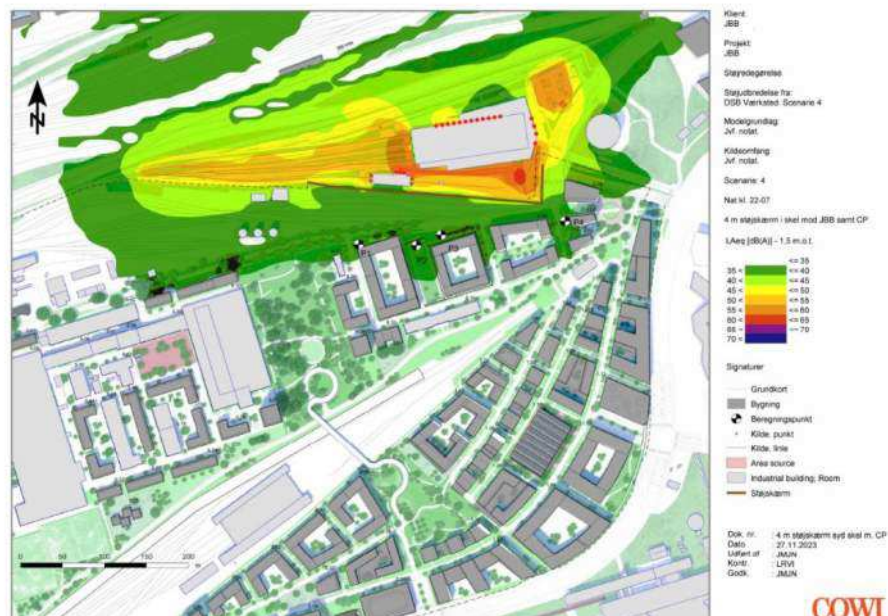 Klient:
JBB
Projekt:
JBB
Støjredegørelse
Støjudbredelse fra:
DSB Værksted. Scenarie 4
Modelgrundlag:
Jvf. notat.
Kildeomfang:
Jvf. notat.
Scenarie: 4
Nat kl. 22-07
4 m støjskærm i skel mod JBB samt CP
LAeq [dB(A)] - 1,5 m.o.t.
<= 35
35 < <= 40
40 < <= 45
45 < <= 50
50 < <= 55
55 < <= 60
60 < <= 65
65 < <= 70
70 <
Signaturer
Grundkort
Bygning
Beregningspunkt
Kilde, punkt
Kilde, linie
Area source
Industrial building; Room
Støjskærm
Dok. nr. : 4 m støjskærm syd skel m. CP
Dato : 27.11.2023
Udført af : JMJN
Kontr. : LRVI
Godk. : JMJN
COWI
N
P1
P2
P3
P4
0 50 100 150 200
m